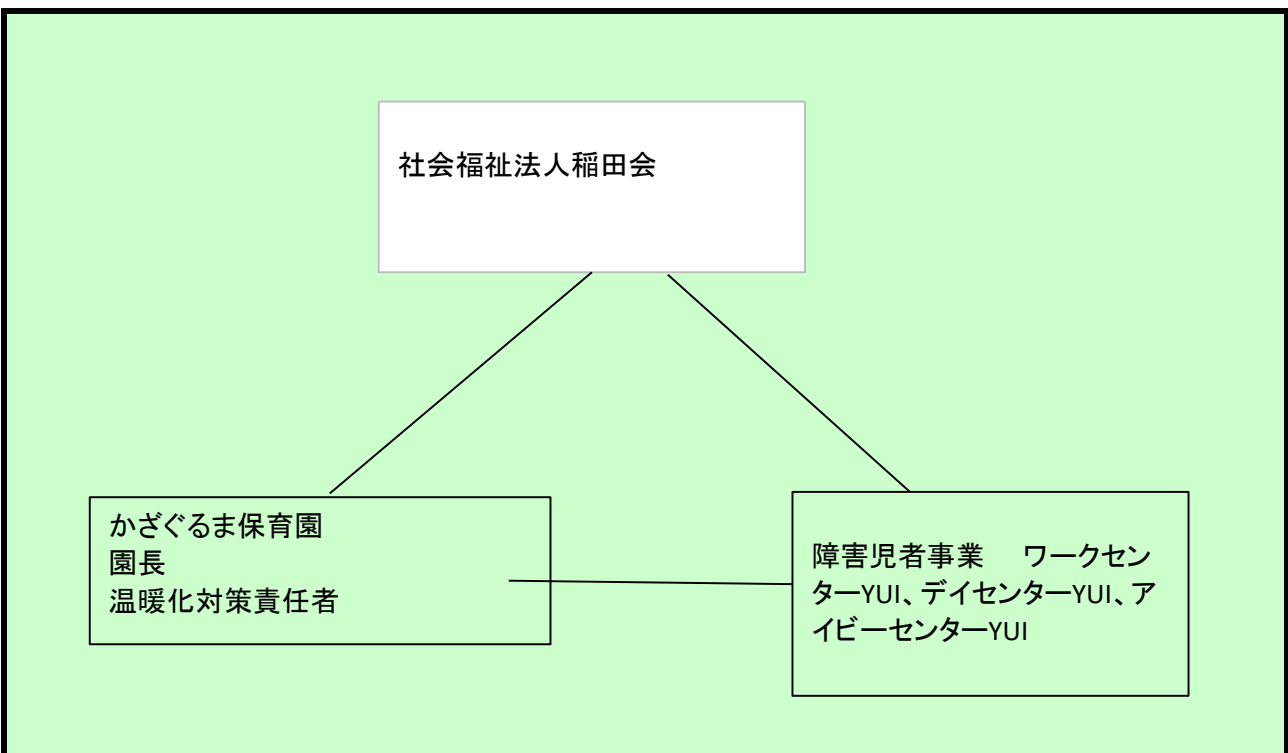 社会福祉法人稲田会
かざぐるま保育園
園長
温暖化対策責任者
障害児者事業　ワークセン
ターYUI、デイセンターYUI、ア
イビーセンターYUI